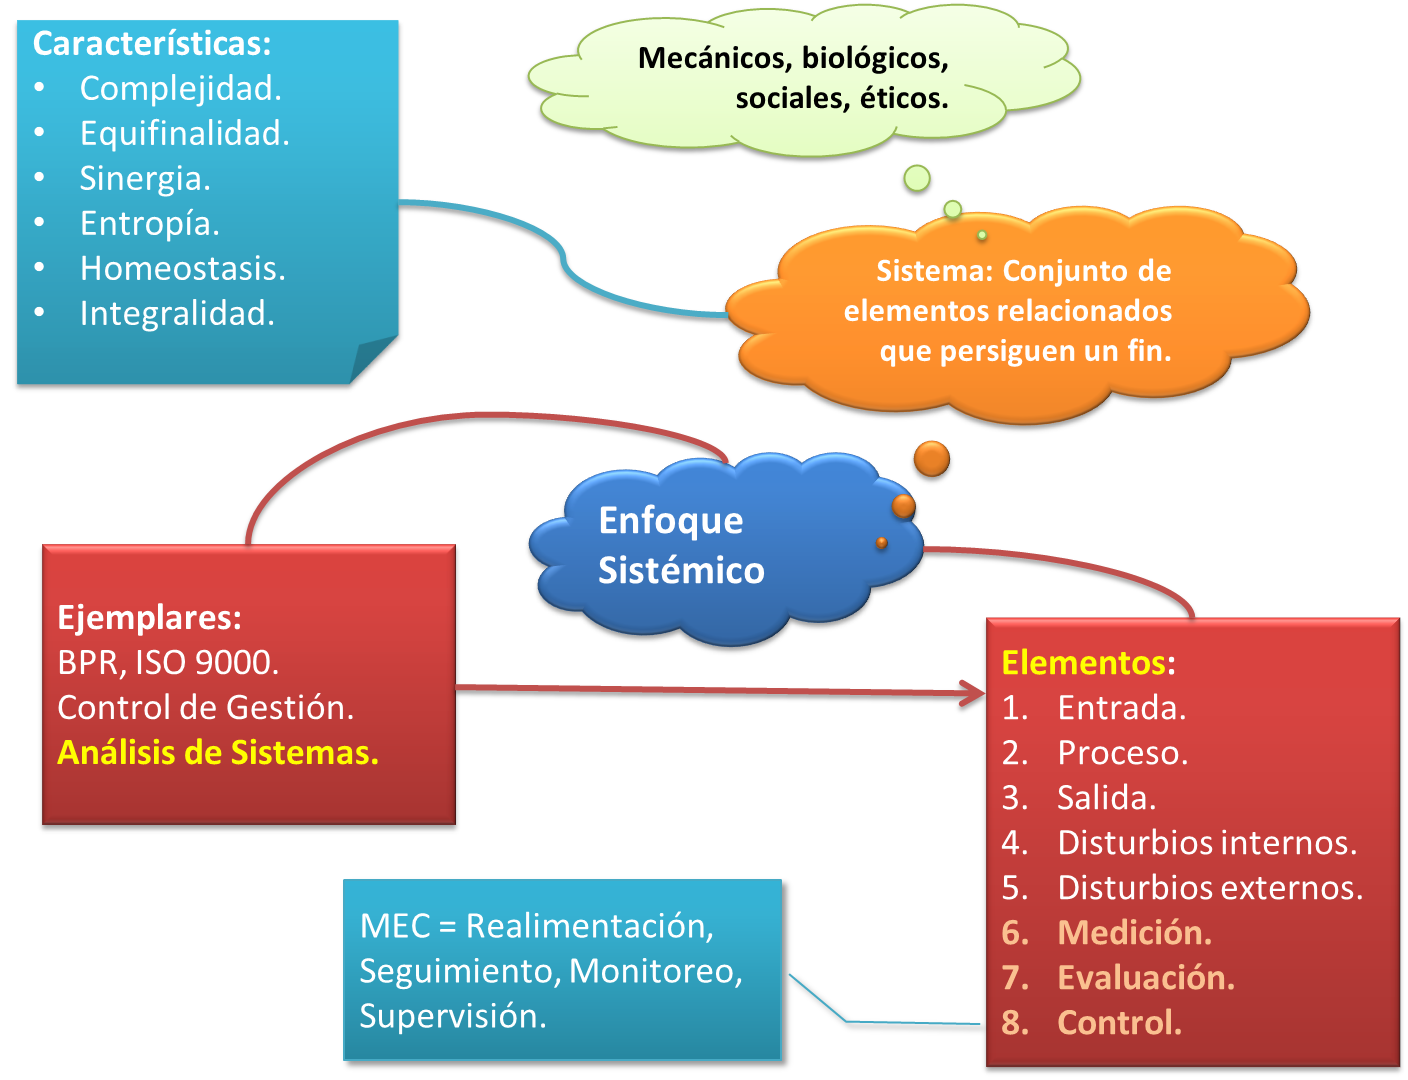 Características:
• Complejidad.
• Equifinalidad.
• Sinergia.
• Entropía.
• Homeostasis.
• Integralidad.
Mecánicos, biológicos,
sociales, éticos.
Sistema: Conjunto de
elementos relacionados
que persiguen un fin.
Enfoque
Sistémico
Ejemplares:
BPR, ISO 9000.
Control de Gestión.
Análisis de Sistemas.
Elementos:
1. Entrada.
2. Proceso.
3. Salida.
4. Disturbios internos.
5. Disturbios externos.
6. Medición.
7. Evaluación.
8. Control.
MEC = Realimentación,
Seguimiento, Monitoreo,
Supervisión.